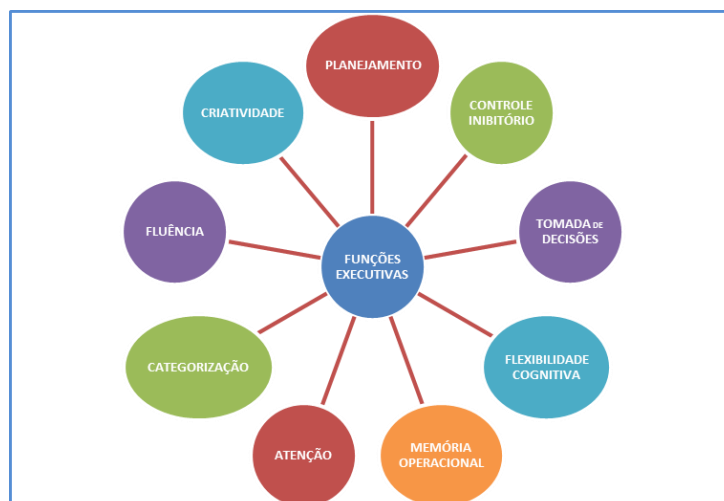 PLANEJAMENTO
CONTROLE
INIBITÓRIO
TOMADA DE
DECISÕES
FLEXIBILIDADE
COGNITIVA
MEMÓRIA
OPERACIONAL
ATENÇÃO
CATEGORIZAÇÃO
FLUÊNCIA
CRIATIVIDADE
FUNÇÕES
EXECUTIVAS